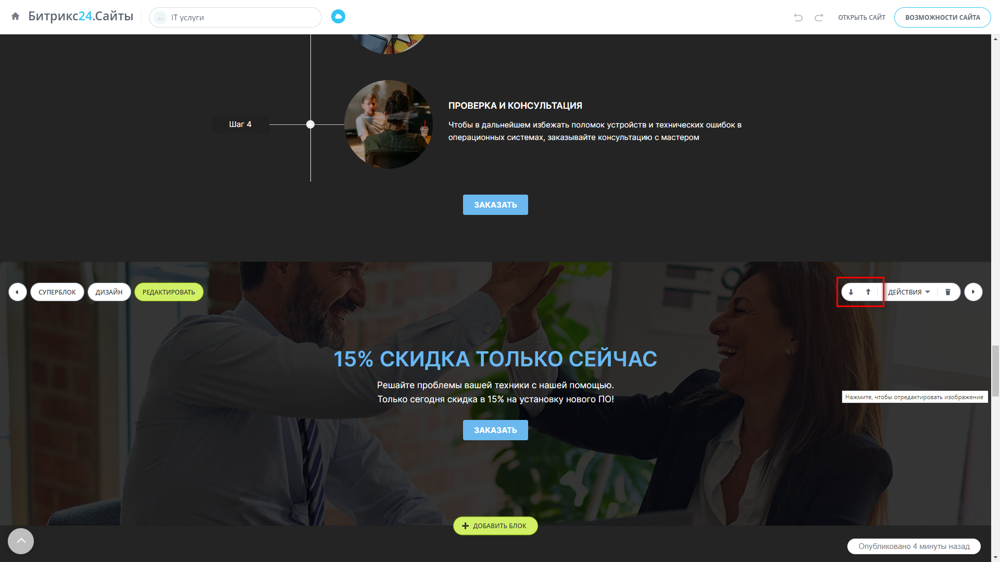 Битрикс24.Сайты
IT услуги
ОТКРЫТЬ САЙТ
ВОЗМОЖНОСТИ САЙТА
ПРОВЕРКА И КОНСУЛЬТАЦИЯ
Шаг 4
Чтобы в дальнейшем избежать поломок устройств и технических ошибок в
операционных системах, заказывайте консультацию с мастером
ЗАКАЗАТЬ
СУПЕРБЛОК
ДИЗАЙН
РЕДАКТИРОВАТЬ
ДЕЙСТВИЯ
15% СКИДКА ТОЛЬКО СЕЙЧАС
Решайте проблемы вашей техники с нашей помощью.
Только сегодня скидка в 15% на установку нового ПО!
Нажмите, чтобы отредактировать изображение
ЗАКАЗАТЬ
ДОБАВИТЬ БЛОК
Опубликовано 4 минуты назад